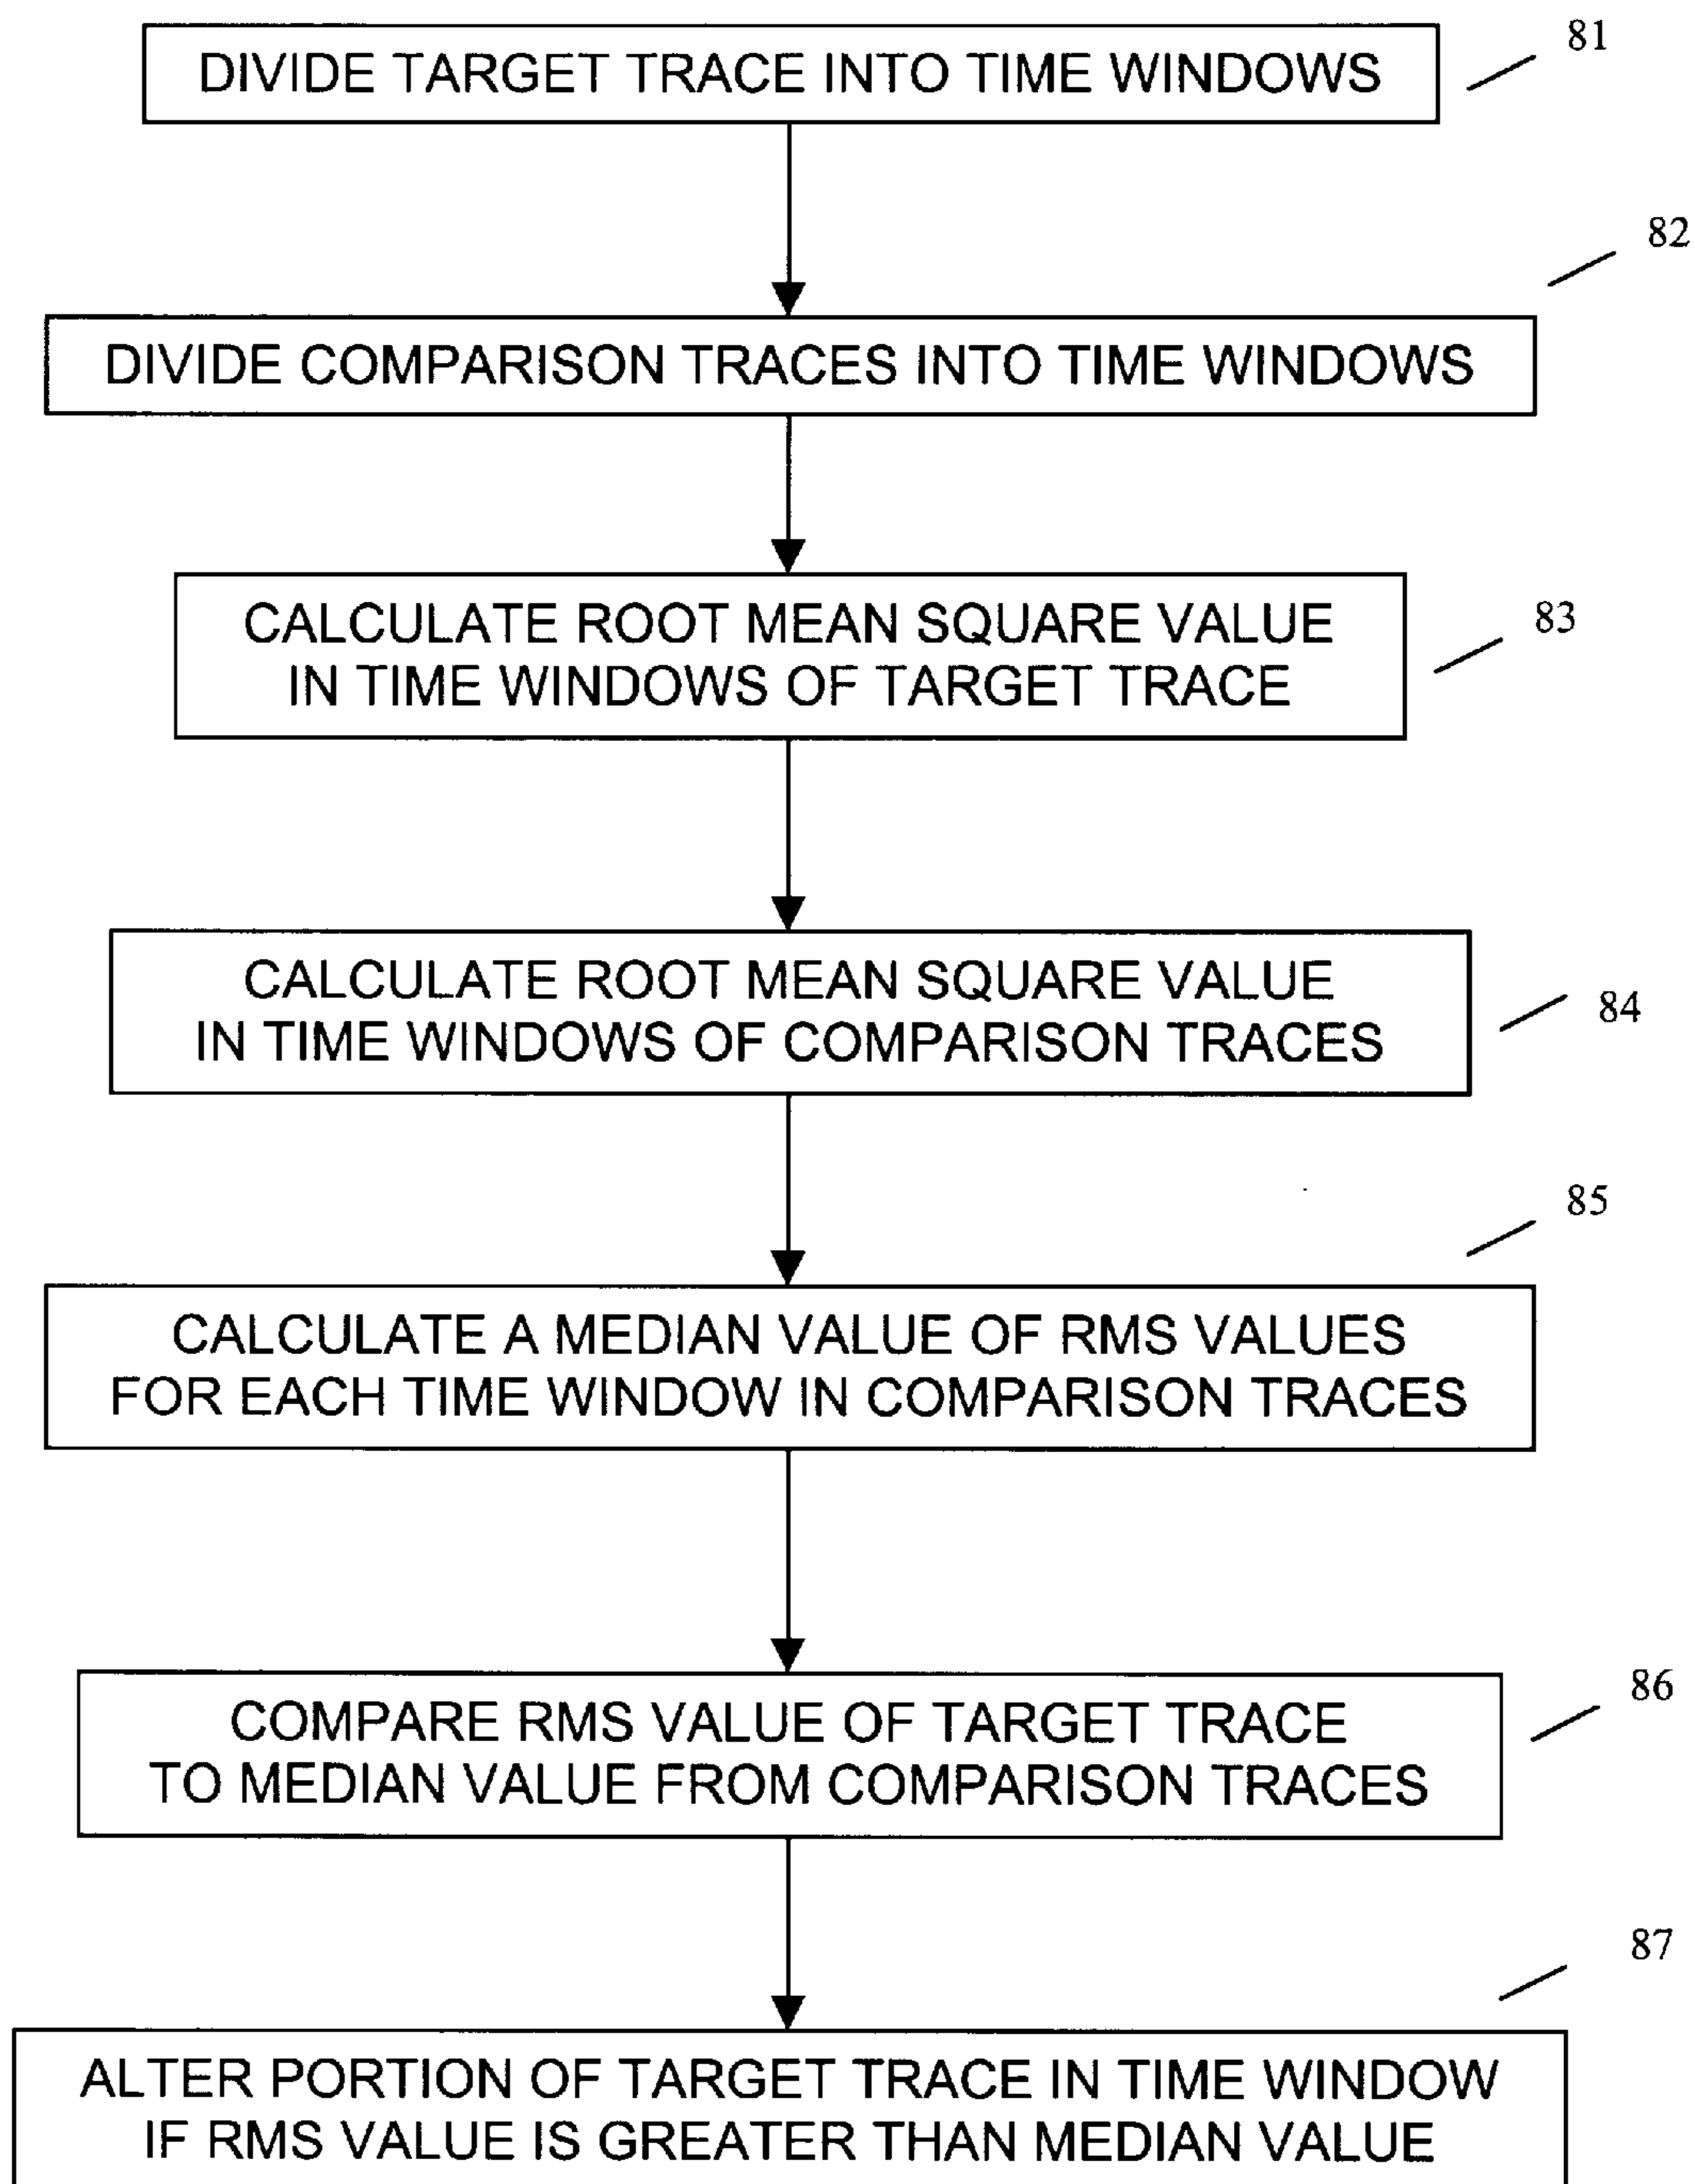 81
DIVIDE TARGET TRACE INTO TIME WINDOWS
82
DIVIDE COMPARISON TRACES INTO TIME WINDOWS
CALCULATE ROOT MEAN SQUARE VALUE
IN TIME WINDOWS OF TARGET TRACE
83
CALCULATE ROOT MEAN SQUARE VALUE
IN TIME WINDOWS OF COMPARISON TRACES
84
85
CALCULATE A MEDIAN VALUE OF RMS VALUES
FOR EACH TIME WINDOW IN COMPARISON TRACES
86
COMPARE RMS VALUE OF TARGET TRACE
TO MEDIAN VALUE FROM COMPARISON TRACES
87
ALTER PORTION OF TARGET TRACE IN TIME WINDOW
IF RMS VALUE IS GREATER THAN MEDIAN VALUE